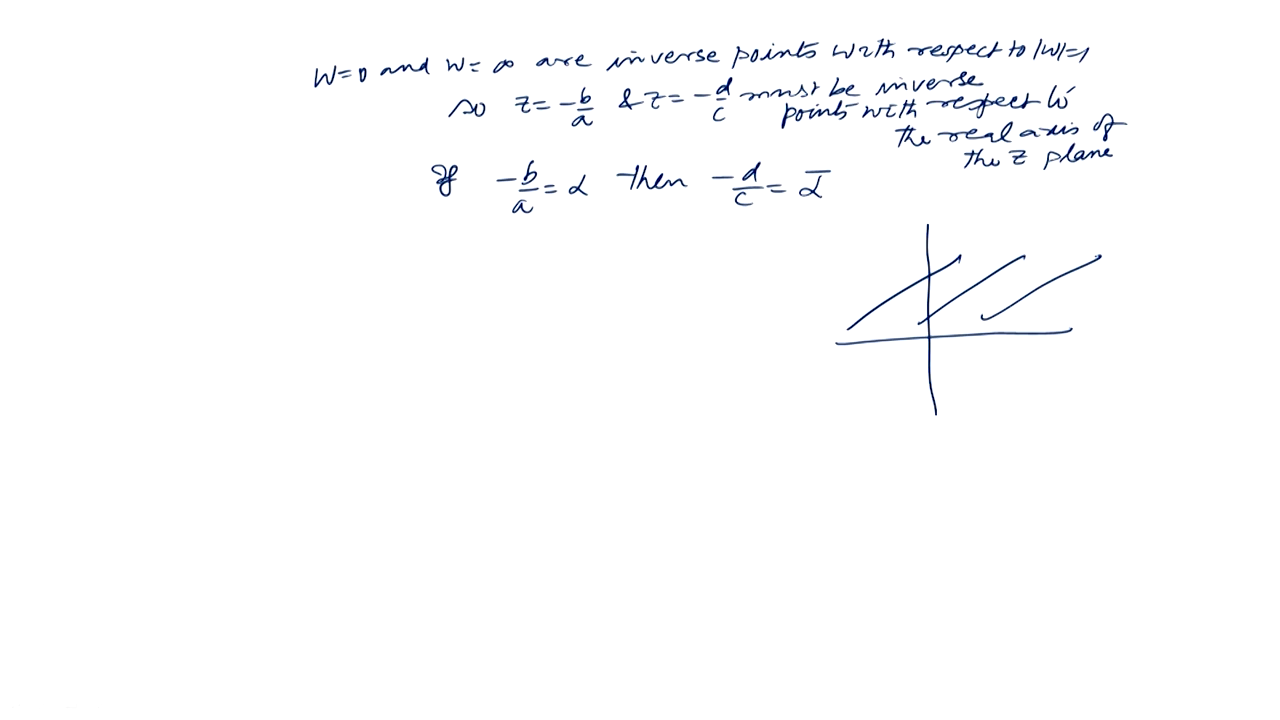 W=0 and W=∞ are inverse points with respect to |W|=1
so z = -b/a & z = -d/c must be inverse
points with respect to
the real axis of
the z plane
If -b/a = α then -d/c = ᾱ